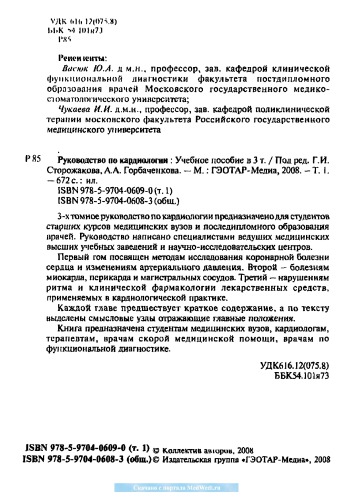 УДК 616.12(075.8)
ББК 54.101я73
Р85
Рецензенты:
Васюк Ю.А. д.м.н., профессор, зав. кафедрой клинической
функциональной диагностики факультета постдипломного
образования врачей Московского государственного медико-
стоматологического университета;
Чукаева И.И. д.м.н., профессор, зав. кафедрой поликлинической
терапии московского факультета Российского государственного
медицинского университета
Р 85 Руководство по кардиологии : Учебное пособие в 3 т. / Под ред. Г.И.
Сторожакова, А.А. Горбаченкова. — М. : ГЭОТАР-Медиа, 2008. - Т. 1.
— 672 с. : ил.
ISBN 978-5-9704-0609-0 (т. 1)
ISBN 978-5-9704-0608-3 (общ.)
3-х томное руководство по кардиологии предназначено для студентов
старших курсов медицинских вузов и последипломного образования
врачей. Руководство написано специалистами ведущих медицинских
высших учебных заведений и научно-исследовательских центров.
Первый гом посвящен методам исследования коронарной болезни
сердца и изменениям артериального давления. Второй – болезням
миокарда, перикарда и магистральных сосудов. Третий – нарушениям
ритма и клинической фармакологии лекарственных средств,
применяемых в кардиологической практике.
Каждой главе предшествует краткое содержание, а по тексту
выделены смысловые узлы отражающие главные положения.
Книга предназначена студентам медицинских вузов, кардиологам,
терапевтам, врачам скорой медицинской помощи, врачам по
функциональной диагностике.
УДК616.12(075.8)
ББК54.101я73
ISBN 978-5-9704-0609-0 (т. 1) © Коллектив авторов, 2008
ISBN 978-5-9704-0608-3 (общ.) © Издательская группа «ГЭОТАР-Медиа», 2008
Скачано с портала MedWedi.ru